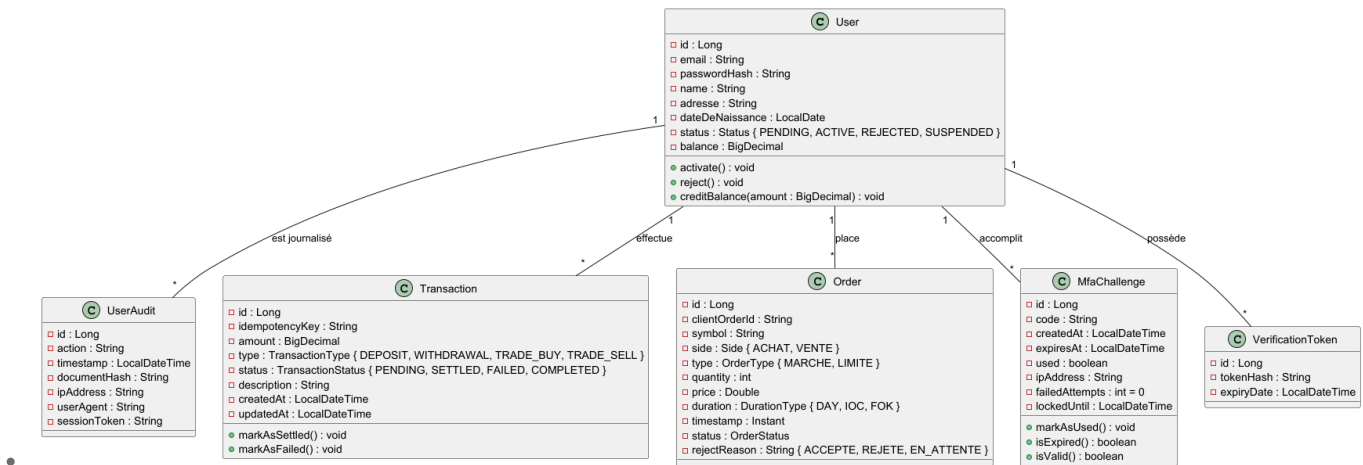 C User
id : Long
email : String
passwordHash : String
name : String
adresse : String
dateDeNaissance : LocalDate
status : Status { PENDING, ACTIVE, REJECTED, SUSPENDED }
balance : BigDecimal
activate() : void
reject() : void
creditBalance(amount : BigDecimal) : void
1
1
1
1
1
est journalisé
effectue
place
accomplit
possède
*
*
*
*
*
C UserAudit
id : Long
action : String
timestamp : LocalDateTime
documentHash : String
ipAddress : String
userAgent : String
sessionToken : String
C Transaction
id : Long
idempotencyKey : String
amount : BigDecimal
type : TransactionType { DEPOSIT, WITHDRAWAL, TRADE_BUY, TRADE_SELL }
status : TransactionStatus { PENDING, SETTLED, FAILED, COMPLETED }
description : String
createdAt : LocalDateTime
updatedAt : LocalDateTime
markAsSettled() : void
markAsFailed() : void
C Order
id : Long
clientOrderId : String
symbol : String
side : Side { ACHAT, VENTE }
type : OrderType { MARCHE, LIMITE }
quantity : int
price : Double
duration : DurationType { DAY, IOC, FOK }
timestamp : Instant
status : OrderStatus
rejectReason : String { ACCEPTE, REJETE, EN_ATTENTE }
C MfaChallenge
id : Long
code : String
createdAt : LocalDateTime
expiresAt : LocalDateTime
used : boolean
ipAddress : String
failedAttempts : int = 0
lockedUntil : LocalDateTime
markAsUsed() : void
isExpired() : boolean
isValid() : boolean
C VerificationToken
id : Long
tokenHash : String
expiryDate : LocalDateTime